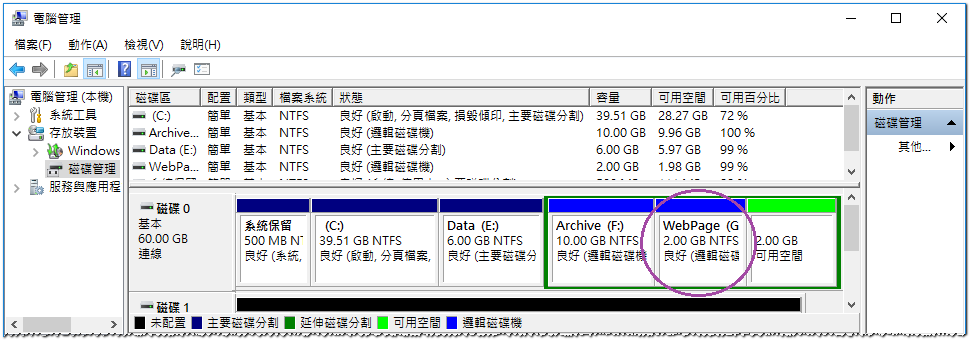 電腦管理
檔案(F) 動作(A) 檢視(V) 說明(H)
電腦管理 (本機)
系統工具
存放裝置
Windows
磁碟管理
服務與應用程
磁碟區 配置 類型 檔案系統 狀態 容量 可用空間 可用百分比
(C:) 簡單 基本 NTFS 良好 (啟動, 分頁檔案, 損毀傾印, 主要磁碟分割) 39.51 GB 28.27 GB 72 %
Archive... 簡單 基本 NTFS 良好 (邏輯磁碟機) 10.00 GB 9.96 GB 100 %
Data (E:) 簡單 基本 NTFS 良好 (主要磁碟分割) 6.00 GB 5.97 GB 99 %
WebPa... 簡單 基本 NTFS 良好 (邏輯磁碟機) 2.00 GB 1.98 GB 99 %
動作
磁碟管理
其他...
磁碟 0
基本
60.00 GB
連線
系統保留
500 MB NT
良好 (系統,
(C:)
39.51 GB NTFS
良好 (啟動, 分頁檔案,
Data (E:)
6.00 GB NTFS
良好 (主要磁碟分
Archive (F:)
10.00 GB NTFS
良好 (邏輯磁碟機
WebPage (G
2.00 GB NTFS
良好 (邏輯磁碟
2.00 GB
可用空間
磁碟 1
未配置 主要磁碟分割 延伸磁碟分割 可用空間 邏輯磁碟機